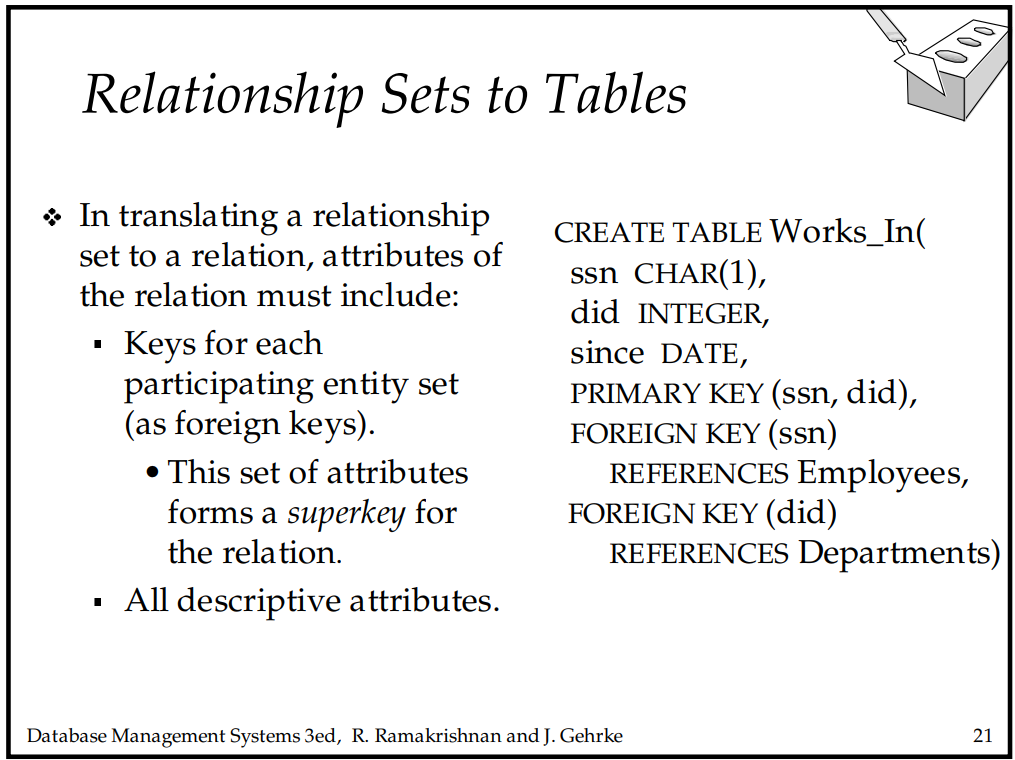 Relationship Sets to Tables
❖ In translating a relationship
set to a relation, attributes of
the relation must include:
▪ Keys for each
participating entity set
(as foreign keys).
• This set of attributes
forms a superkey for
the relation.
▪ All descriptive attributes.
CREATE TABLE Works_In(
ssn CHAR(1),
did INTEGER,
since DATE,
PRIMARY KEY (ssn, did),
FOREIGN KEY (ssn)
REFERENCES Employees,
FOREIGN KEY (did)
REFERENCES Departments)
Database Management Systems 3ed, R. Ramakrishnan and J. Gehrke
21